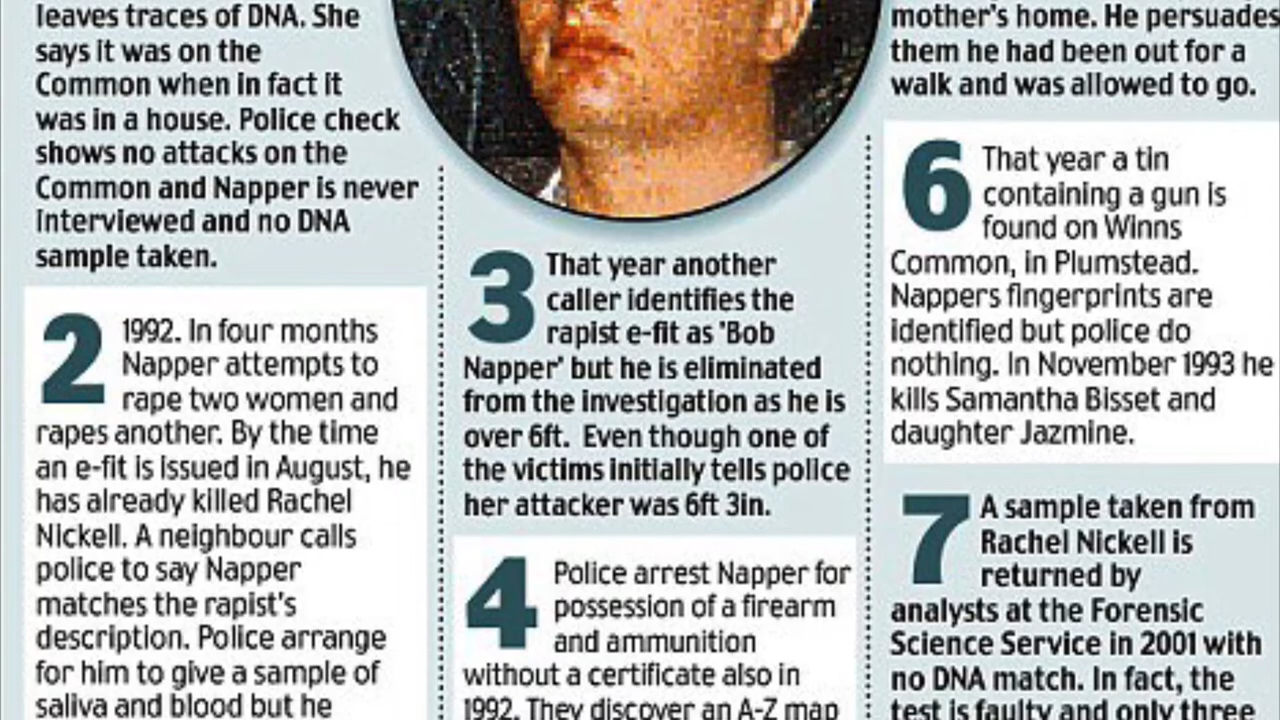 leaves traces of DNA. She
says it was on the
Common when in fact it
was in a house. Police check
shows no attacks on the
Common and Napper is never
interviewed and no DNA
sample taken.
2 1992. In four months
Napper attempts to
rape two women and
rapes another. By the time
an e-fit is issued in August, he
has already killed Rachel
Nickell. A neighbour calls
police to say Napper
matches the rapist's
description. Police arrange
for him to give a sample of
saliva and blood but he
3 That year another
caller identifies the
rapist e-fit as 'Bob
Napper' but he is eliminated
from the investigation as he is
over 6ft. Even though one of
the victims initially tells police
her attacker was 6ft 3in.
4 Police arrest Napper for
possession of a firearm
and ammunition
without a certificate also in
1992. They discover an A-Z map
mother's home. He persuades
them he had been out for a
walk and was allowed to go.
6 That year a tin
containing a gun is
found on Winns
Common, in Plumstead.
Nappers fingerprints are
identified but police do
nothing. In November 1993 he
kills Samantha Bisset and
daughter Jazmine.
7 A sample taken from
Rachel Nickell is
returned by
analysts at the Forensic
Science Service in 2001 with
no DNA match. In fact, the
test is faulty and only three